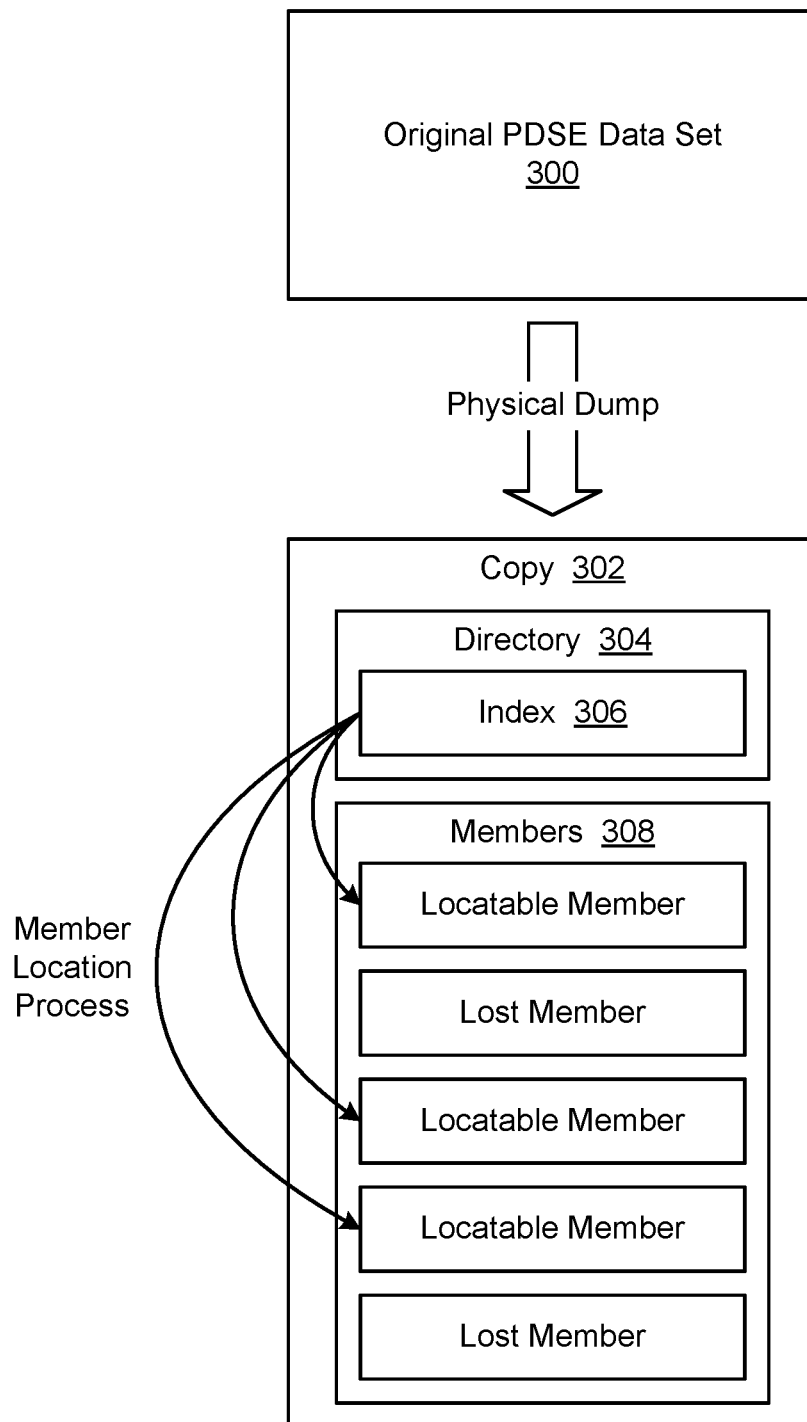 Original PDSE Data Set
300
Physical Dump
Copy 302
Directory 304
Index 306
Members 308
Locatable Member
Member
Location
Process
Lost Member
Locatable Member
Locatable Member
Lost Member